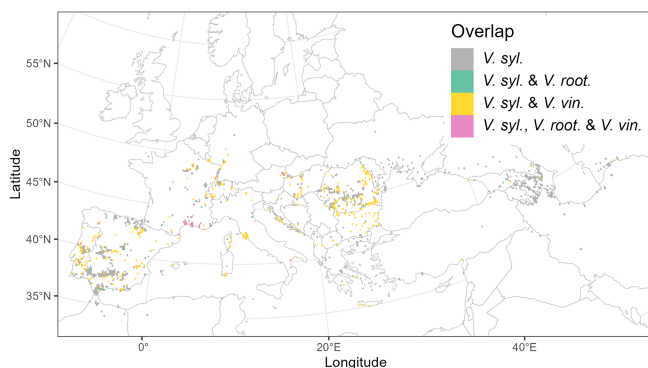 Overlap
V. syl.
V. syl. & V. root.
V. syl. & V. vin.
V. syl., V. root. & V. vin.
55°N
50°N
45°N
40°N
35°N
Latitude
0°
20°E
40°E
Longitude